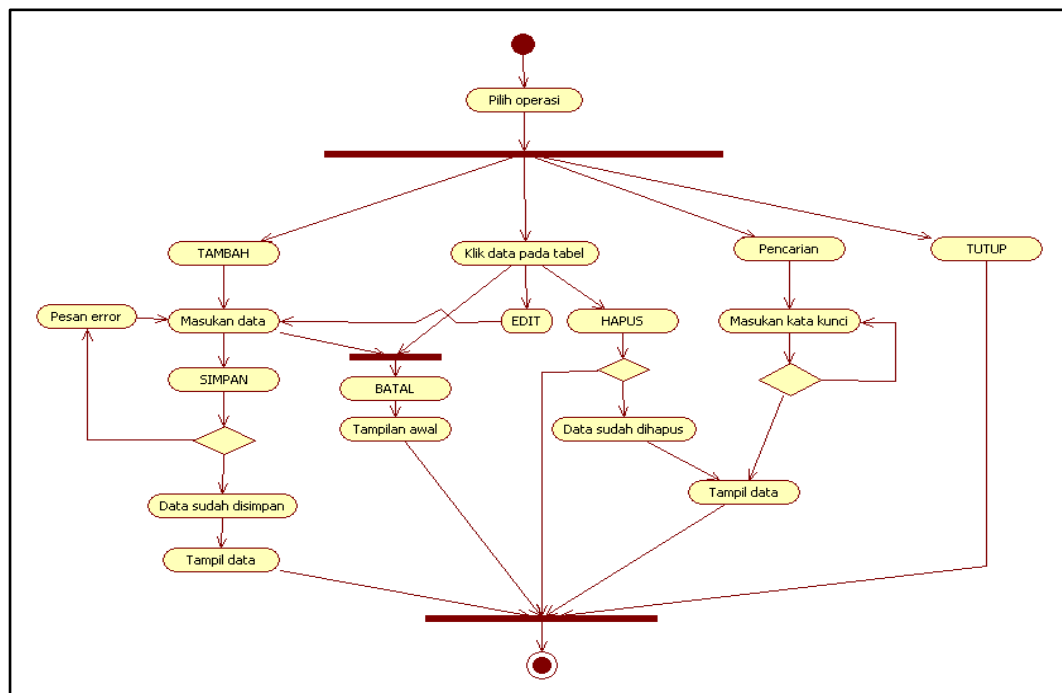 Pilih operasi
TAMBAH
Klik data pada tabel
Pencarian
TUTUP
Pesan error
Masukan data
EDIT
HAPUS
Masukan kata kunci
SIMPAN
BATAL
Tampilan awal
Data sudah dihapus
Data sudah disimpan
Tampil data
Tampil data